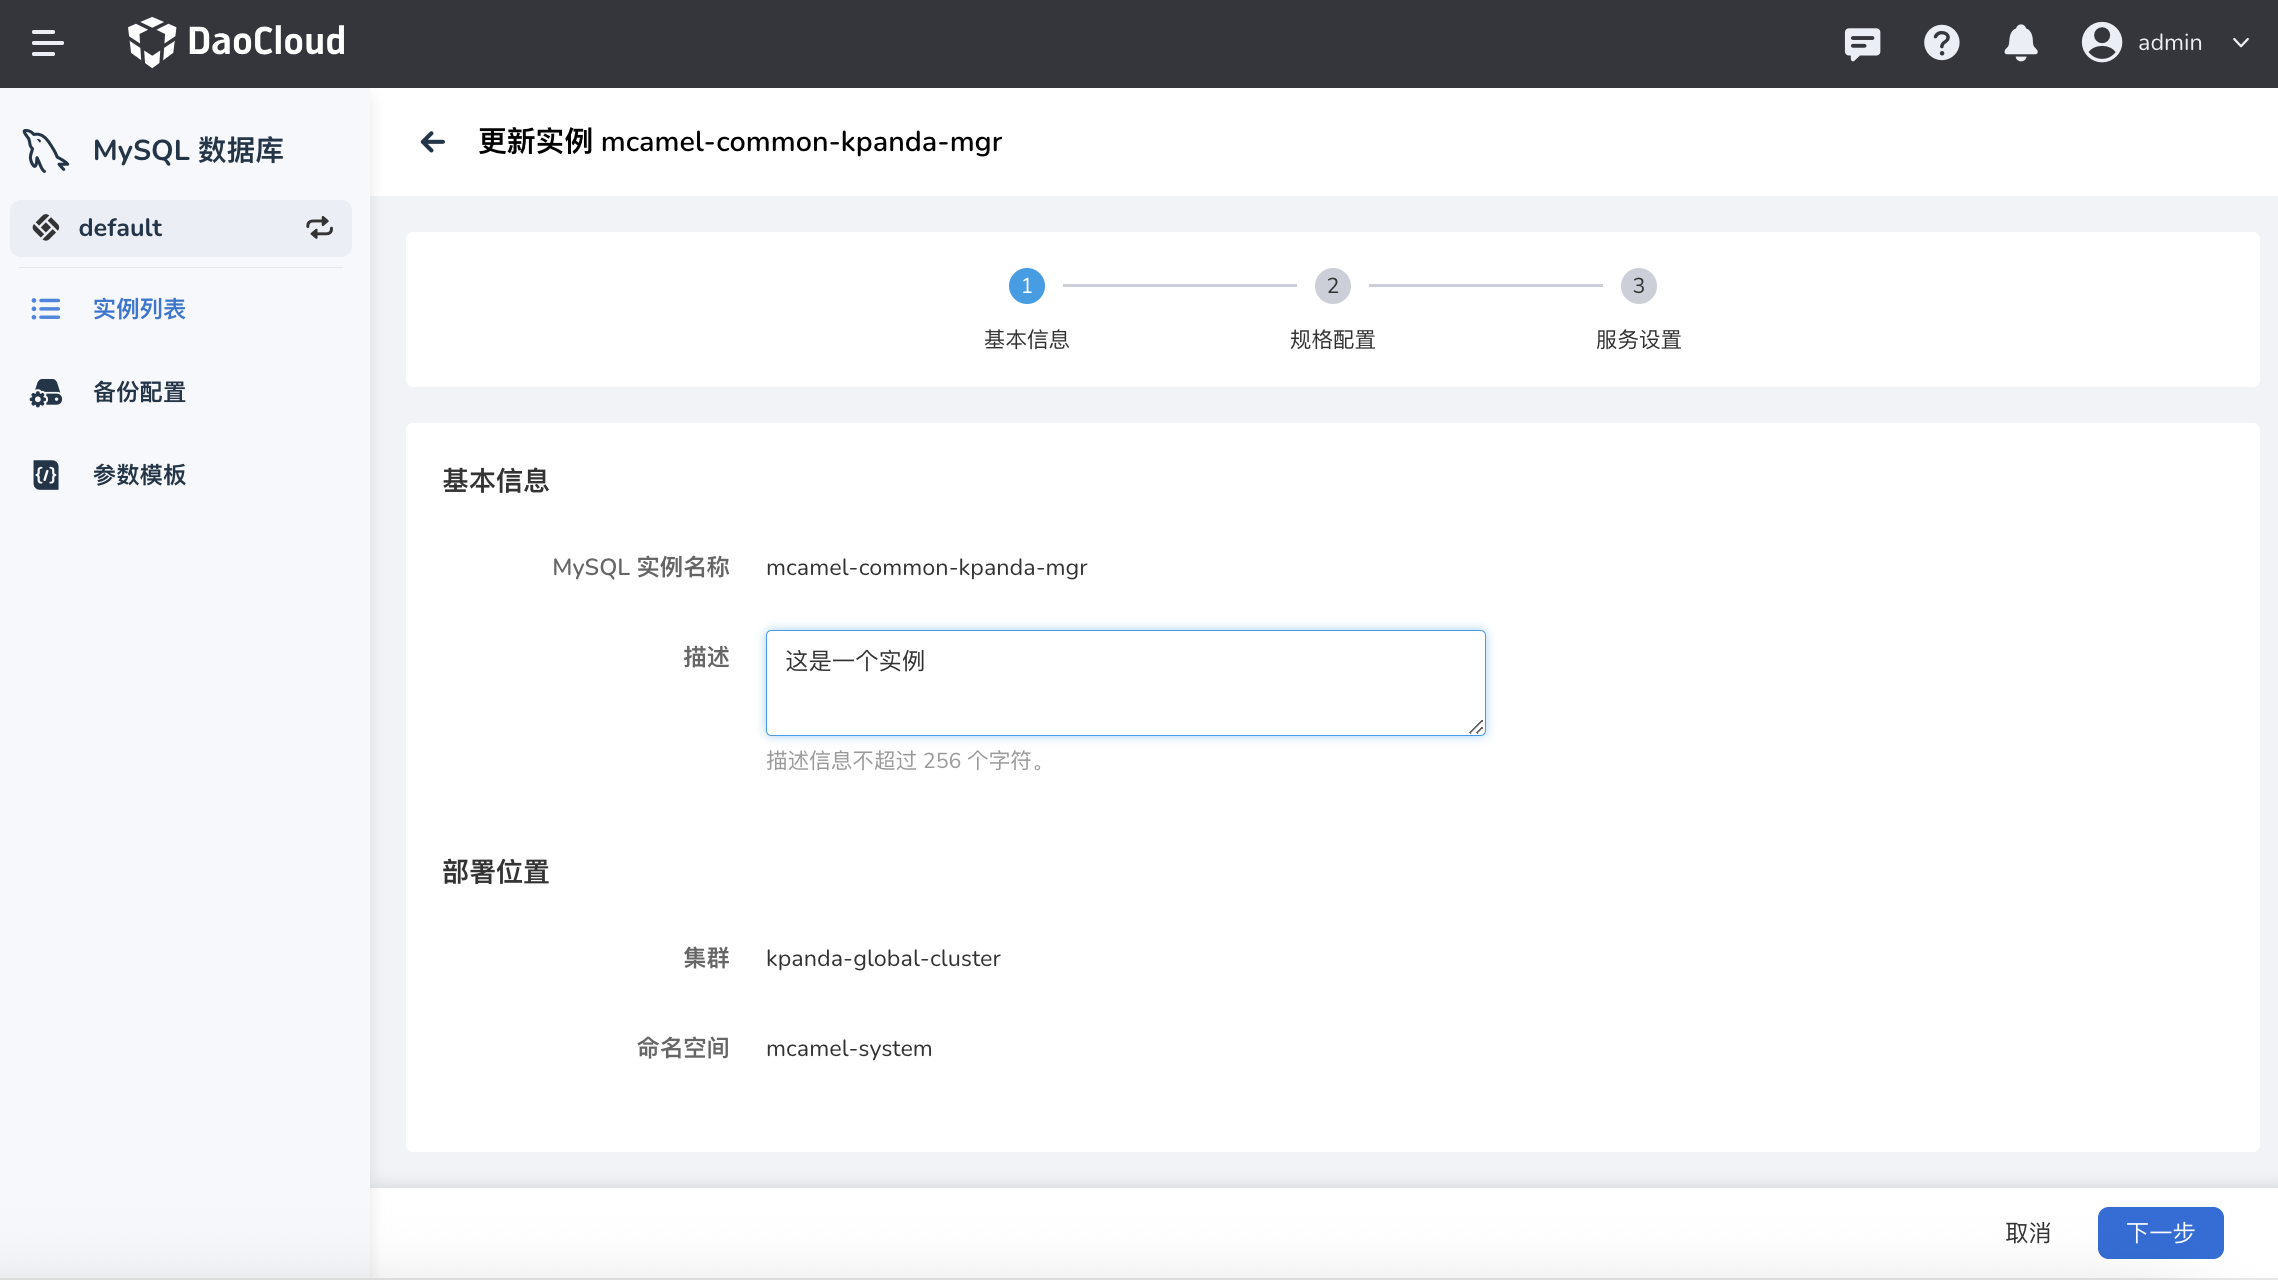 DaoCloud
admin
MySQL 数据库
default
实例列表
备份配置
参数模板
更新实例 mcamel-common-kpanda-mgr
1
2
3
基本信息
规格配置
服务设置
基本信息
MySQL 实例名称 mcamel-common-kpanda-mgr
描述 这是一个实例
描述信息不超过 256 个字符。
部署位置
集群 kpanda-global-cluster
命名空间 mcamel-system
取消 下一步